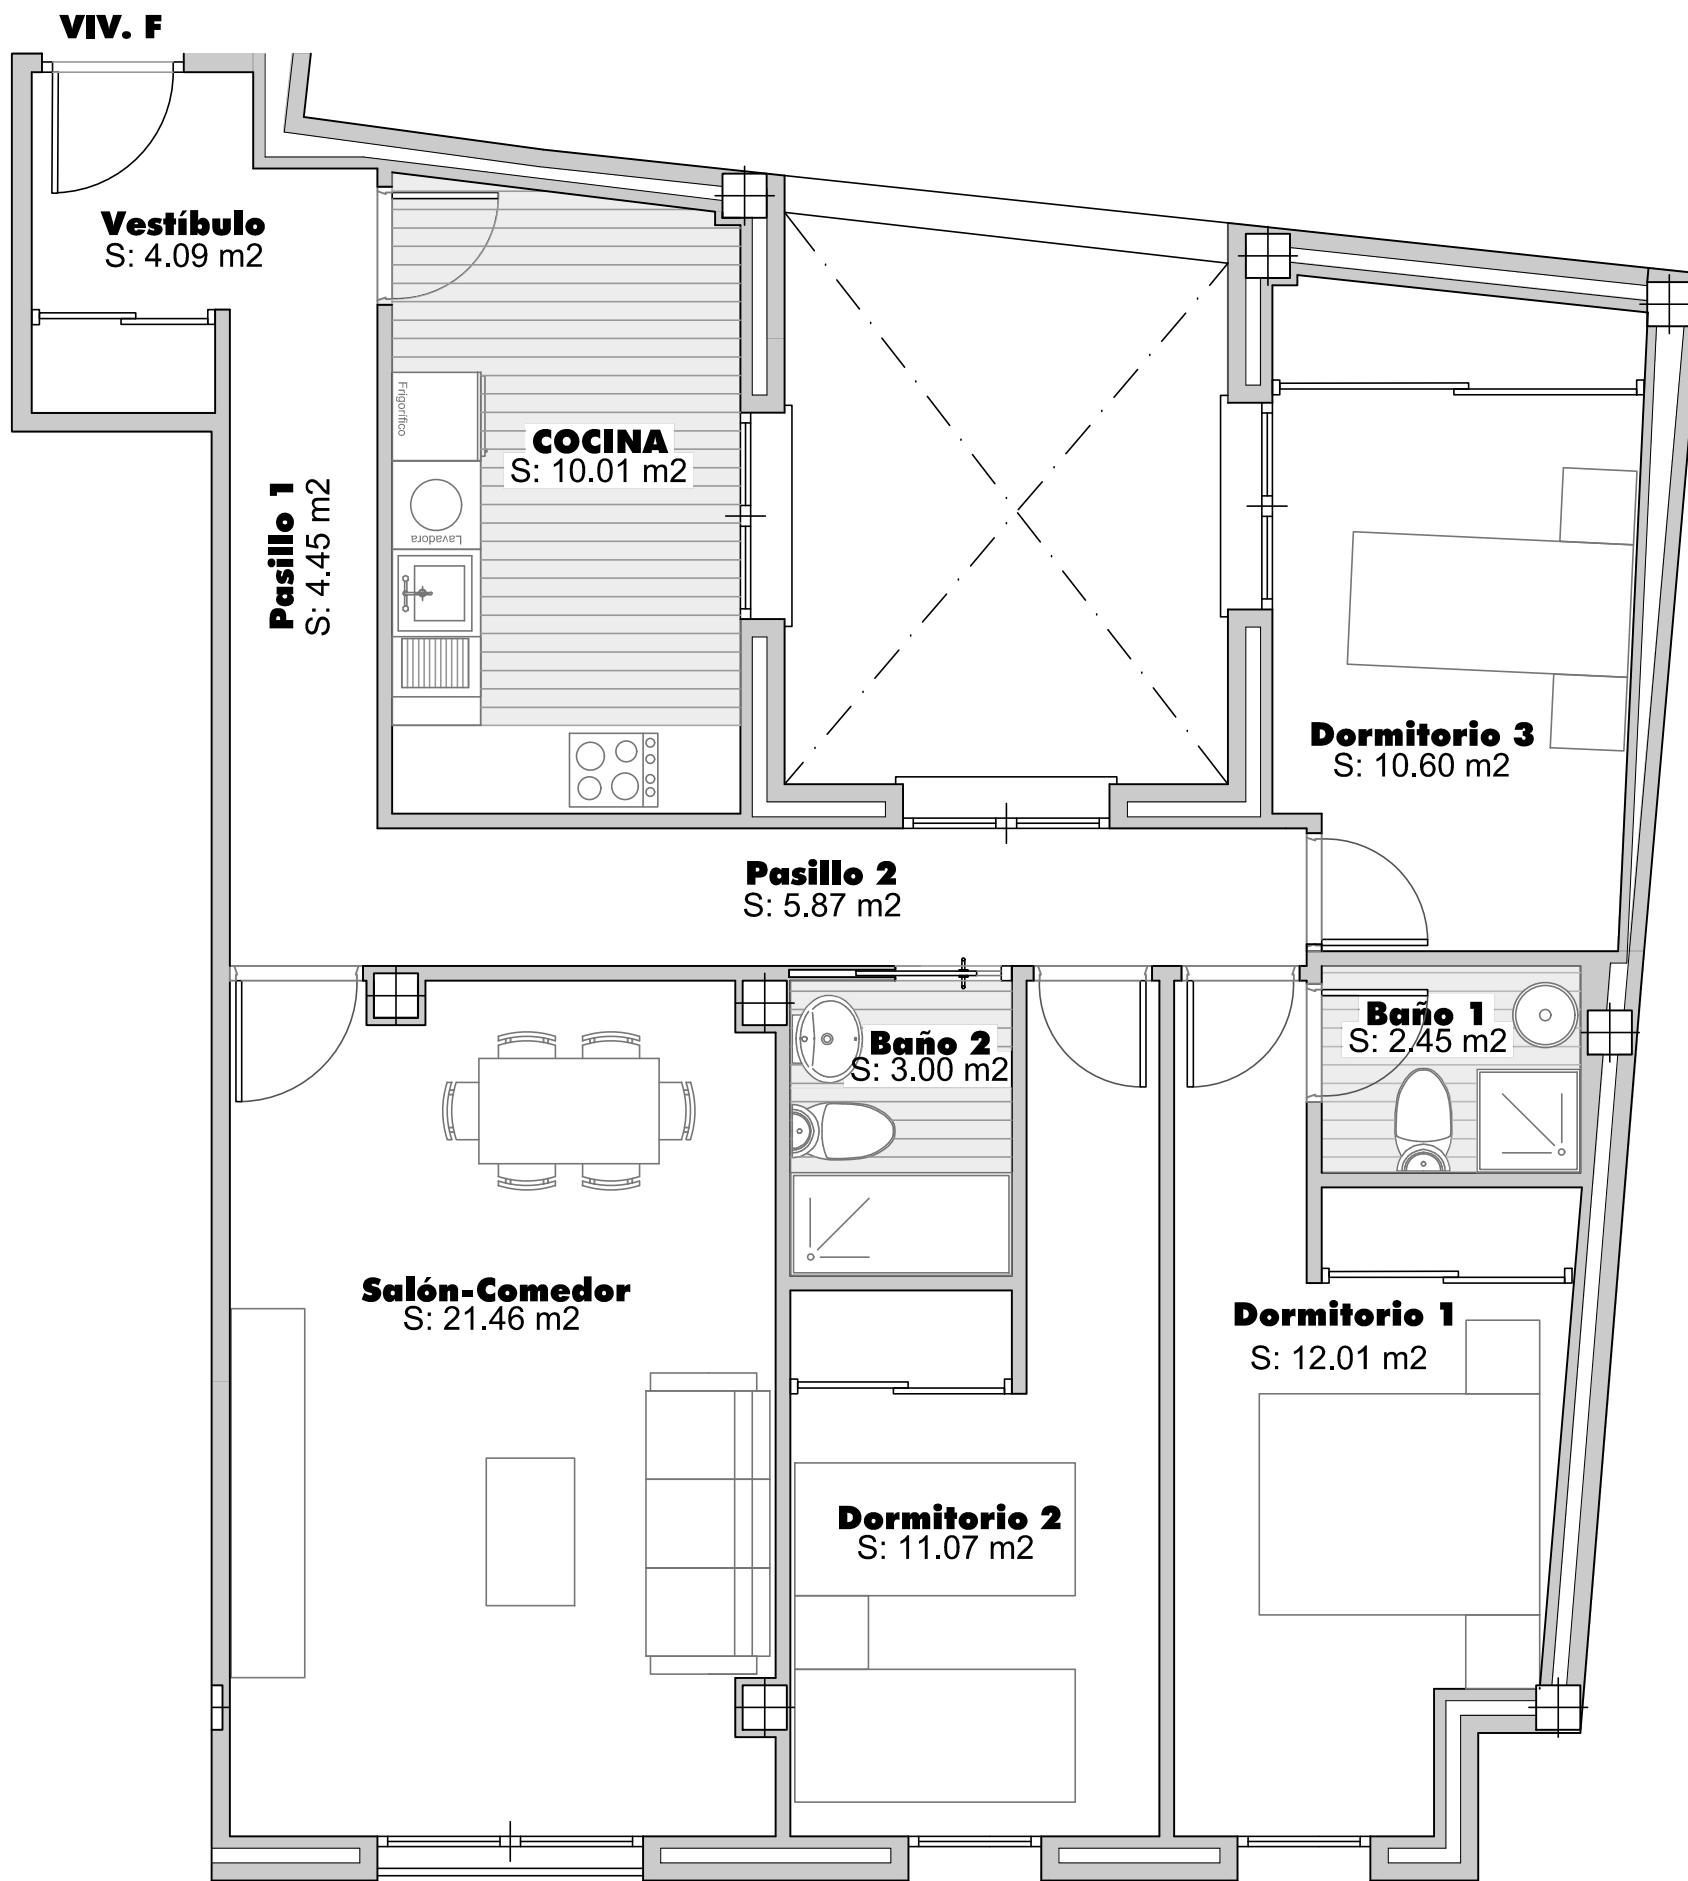 VIV. F
Vestíbulo
S: 4.09 m2
Frigorífico
COCINA
S: 10.01 m2
Lavadora
Pasillo 1
S: 4.45 m2
Dormitorio 3
S: 10.60 m2
Pasillo 2
S: 5.87 m2
Baño 1
S: 2.45 m2
Baño 2
S: 3.00 m2
Salón-Comedor
S: 21.46 m2
Dormitorio 1
S: 12.01 m2
Dormitorio 2
S: 11.07 m2